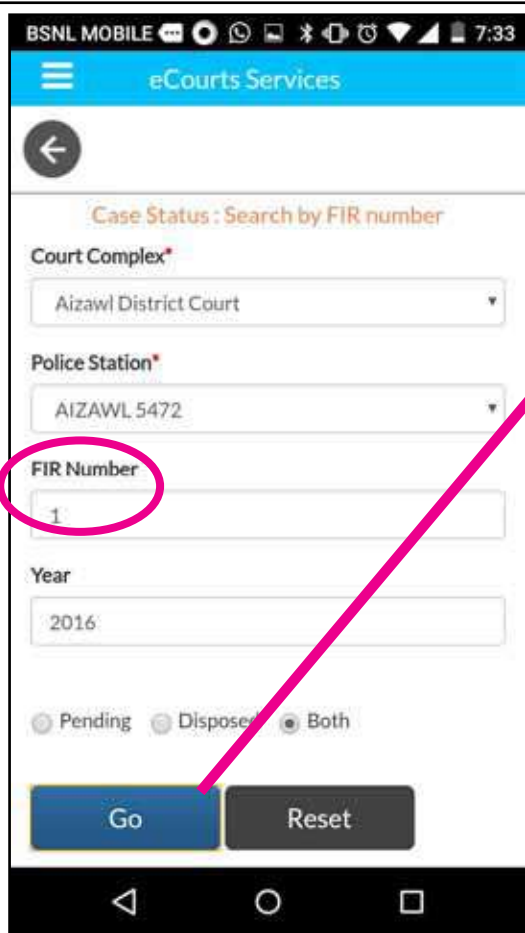 BSNL MOBILE 7:33
eCourts Services
Case Status : Search by FIR number
Court Complex*
Aizawl District Court
Police Station*
AIZAWL 5472
FIR Number
1
Year
2016
Pending Disposed Both
Go Reset